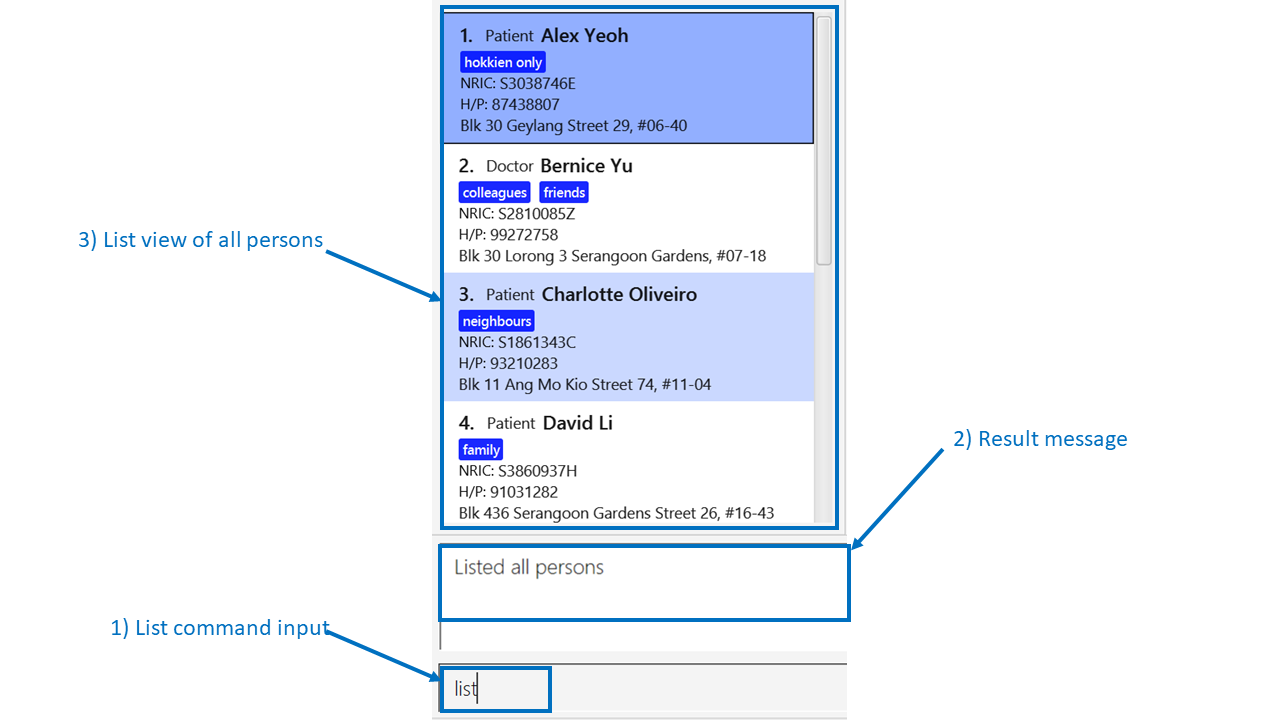 1. Patient Alex Yeoh
hokkien only
NRIC: S3038746E
H/P: 87438807
Blk 30 Geylang Street 29, #06-40
2. Doctor Bernice Yu
colleagues friends
NRIC: S2810085Z
H/P: 99272758
Blk 30 Lorong 3 Serangoon Gardens, #07-18
3) List view of all persons
3. Patient Charlotte Oliveiro
neighbours
NRIC: S1861343C
H/P: 93210283
Blk 11 Ang Mo Kio Street 74, #11-04
4. Patient David Li
family
NRIC: S3860937H
H/P: 91031282
Blk 436 Serangoon Gardens Street 26, #16-43
2) Result message
Listed all persons
1) List command input
list